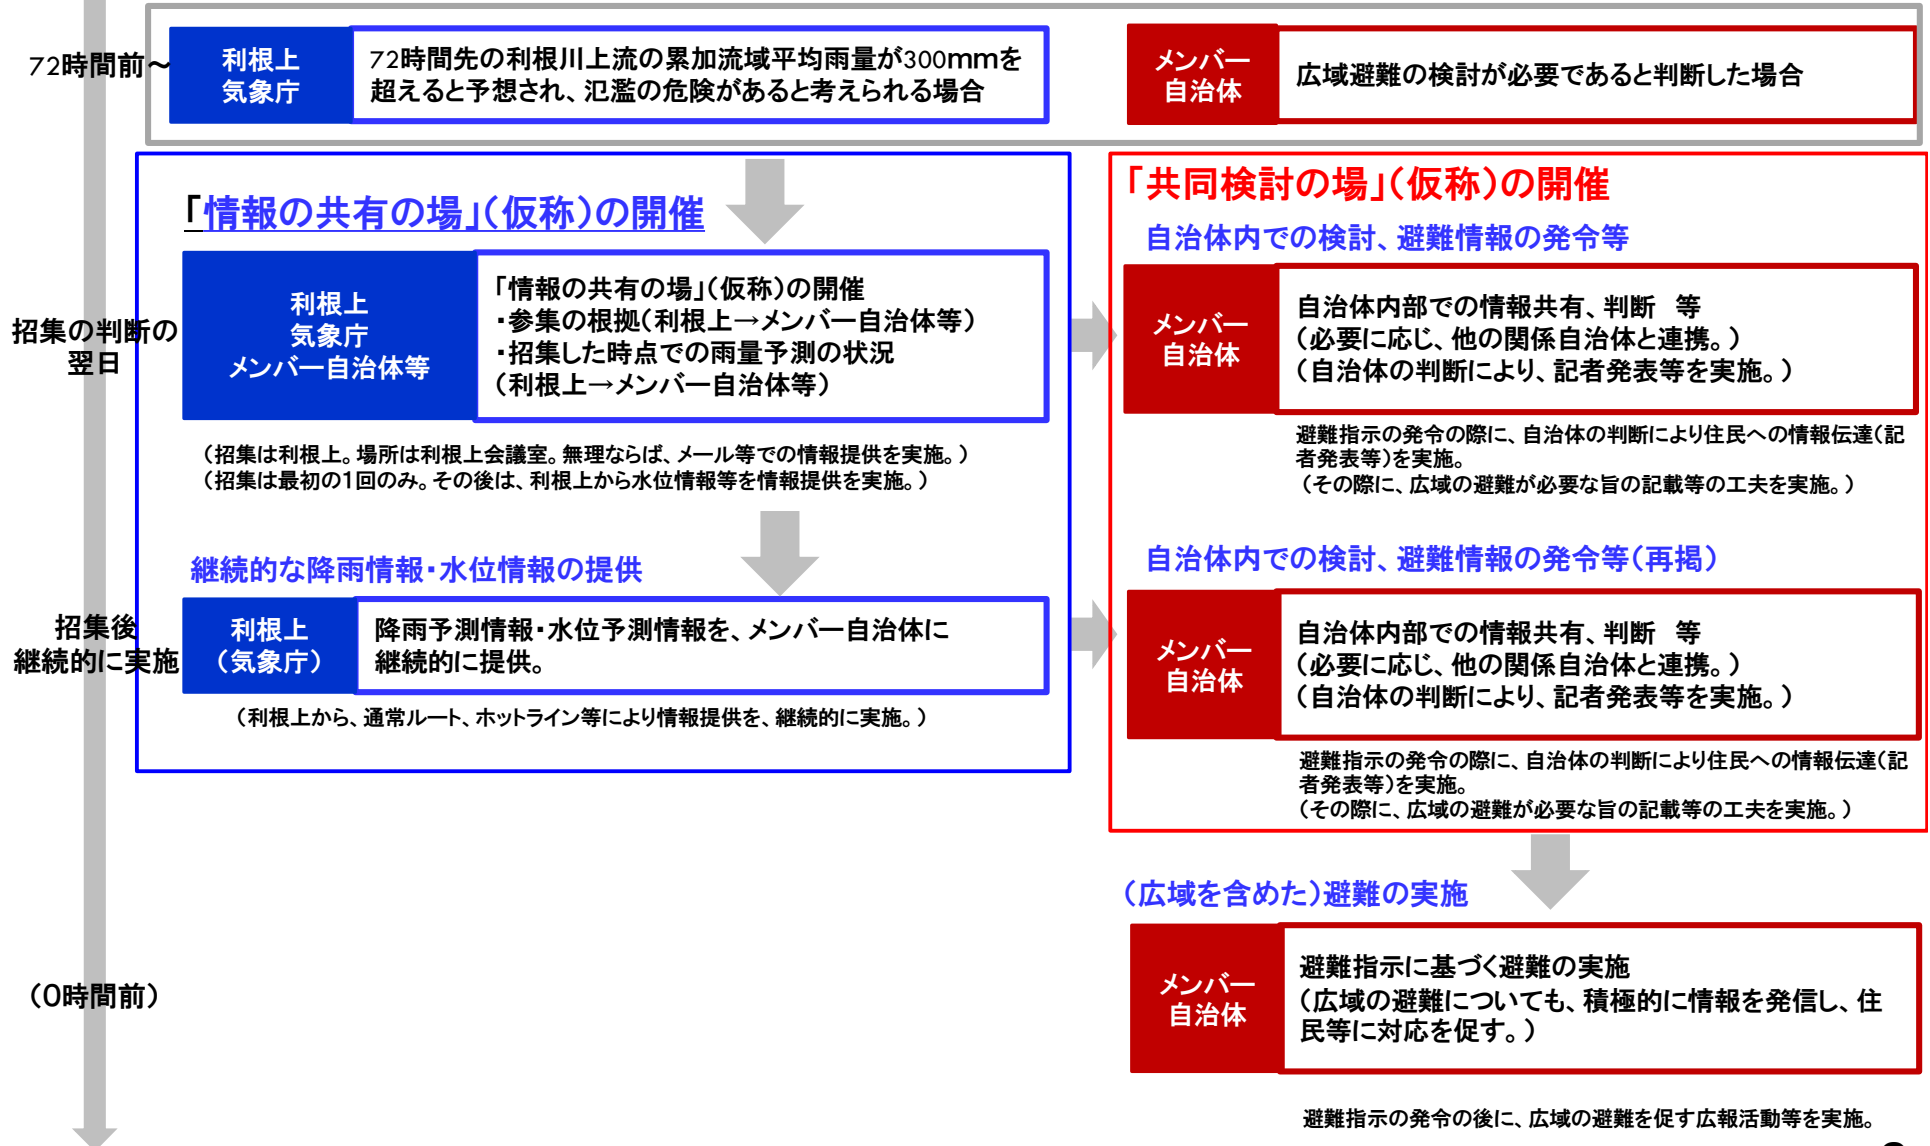 72時間前～
利根上
気象庁
72時間先の利根川上流の累加流域平均雨量が300mmを
超えると予想され、氾濫の危険があると考えられる場合
メンバー
自治体
広域避難の検討が必要であると判断した場合
「情報の共有の場」（仮称）の開催
招集の判断の
翌日
利根上
気象庁
メンバー自治体等
「情報の共有の場」（仮称）の開催
・参集の根拠（利根上→メンバー自治体等）
・招集した時点での雨量予測の状況
（利根上→メンバー自治体等）
（招集は利根上。場所は利根上会議室。無理ならば、メール等での情報提供を実施。）
（招集は最初の1回のみ。その後は、利根上から水位情報等を情報提供を実施。）
「共同検討の場」（仮称）の開催
自治体内での検討、避難情報の発令等
メンバー
自治体
自治体内部での情報共有、判断　等
（必要に応じ、他の関係自治体と連携。）
（自治体の判断により、記者発表等を実施。）
避難指示の発令の際に、自治体の判断により住民への情報伝達（記
者発表等）を実施。
（その際に、広域の避難が必要な旨の記載等の工夫を実施。）
継続的な降雨情報・水位情報の提供
招集後
継続的に実施
利根上
（気象庁）
降雨予測情報・水位予測情報を、メンバー自治体に
継続的に提供。
（利根上から、通常ルート、ホットライン等により情報提供を、継続的に実施。）
自治体内での検討、避難情報の発令等（再掲）
メンバー
自治体
自治体内部での情報共有、判断　等
（必要に応じ、他の関係自治体と連携。）
（自治体の判断により、記者発表等を実施。）
避難指示の発令の際に、自治体の判断により住民への情報伝達（記
者発表等）を実施。
（その際に、広域の避難が必要な旨の記載等の工夫を実施。）
（広域を含めた）避難の実施
（0時間前）
メンバー
自治体
避難指示に基づく避難の実施
（広域の避難についても、積極的に情報を発信し、住
民等に対応を促す。）
避難指示の発令の後に、広域の避難を促す広報活動等を実施。